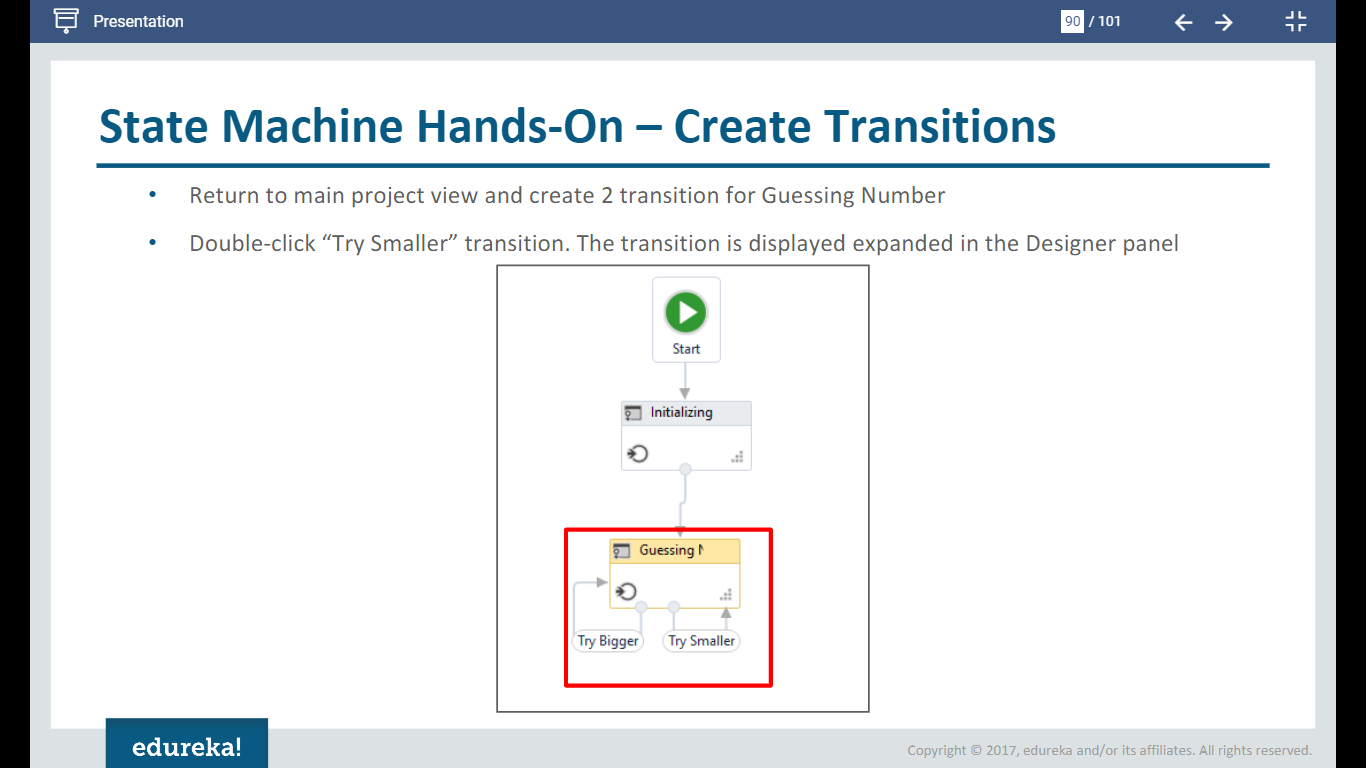 Presentation
90 / 101
State Machine Hands-On – Create Transitions
• Return to main project view and create 2 transition for Guessing Number
• Double-click “Try Smaller” transition. The transition is displayed expanded in the Designer panel
Start
Initializing
Guessing N
Try Bigger
Try Smaller
edureka!
Copyright © 2017, edureka and/or its affiliates. All rights reserved.